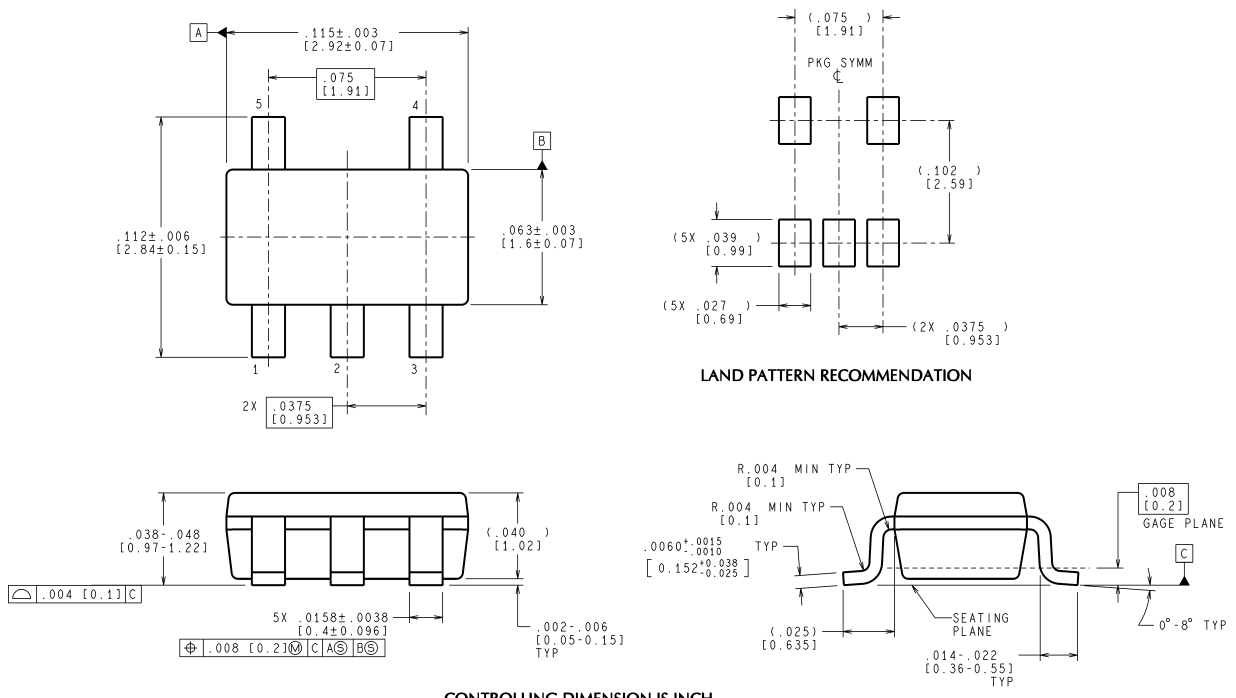 A
.115±.003
[2.92±0.07]
.075
[1.91]
5
4
B
.112±.006
[2.84±0.15]
.063±.003
[1.6±0.07]
1
2
3
2X .0375
[0.953]
(.075 )
[1.91]
PKG SYMM
℄
(.102 )
[2.59]
(5X .039 )
[0.99]
(5X .027 )
[0.69]
(2X .0375 )
[0.953]
LAND PATTERN RECOMMENDATION
.038-.048
[0.97-1.22]
(.040 )
[1.02]
⌓ .004 [0.1] C
5X .0158±.0038
[0.4±0.096]
⌖ .008 [0.2]Ⓜ C AⓈ BⓈ
.002-.006
[0.05-0.15]
TYP
R.004 MIN TYP
[0.1]
R.004 MIN TYP
[0.1]
.0060+.0015
-.0010
TYP
[0.152+0.038
-0.025]
.008
[0.2]
GAGE PLANE
C
SEATING
PLANE
(.025)
[0.635]
0°-8° TYP
.014-.022
[0.36-0.55]
TYP
CONTROLLING DIMENSION IS INCH